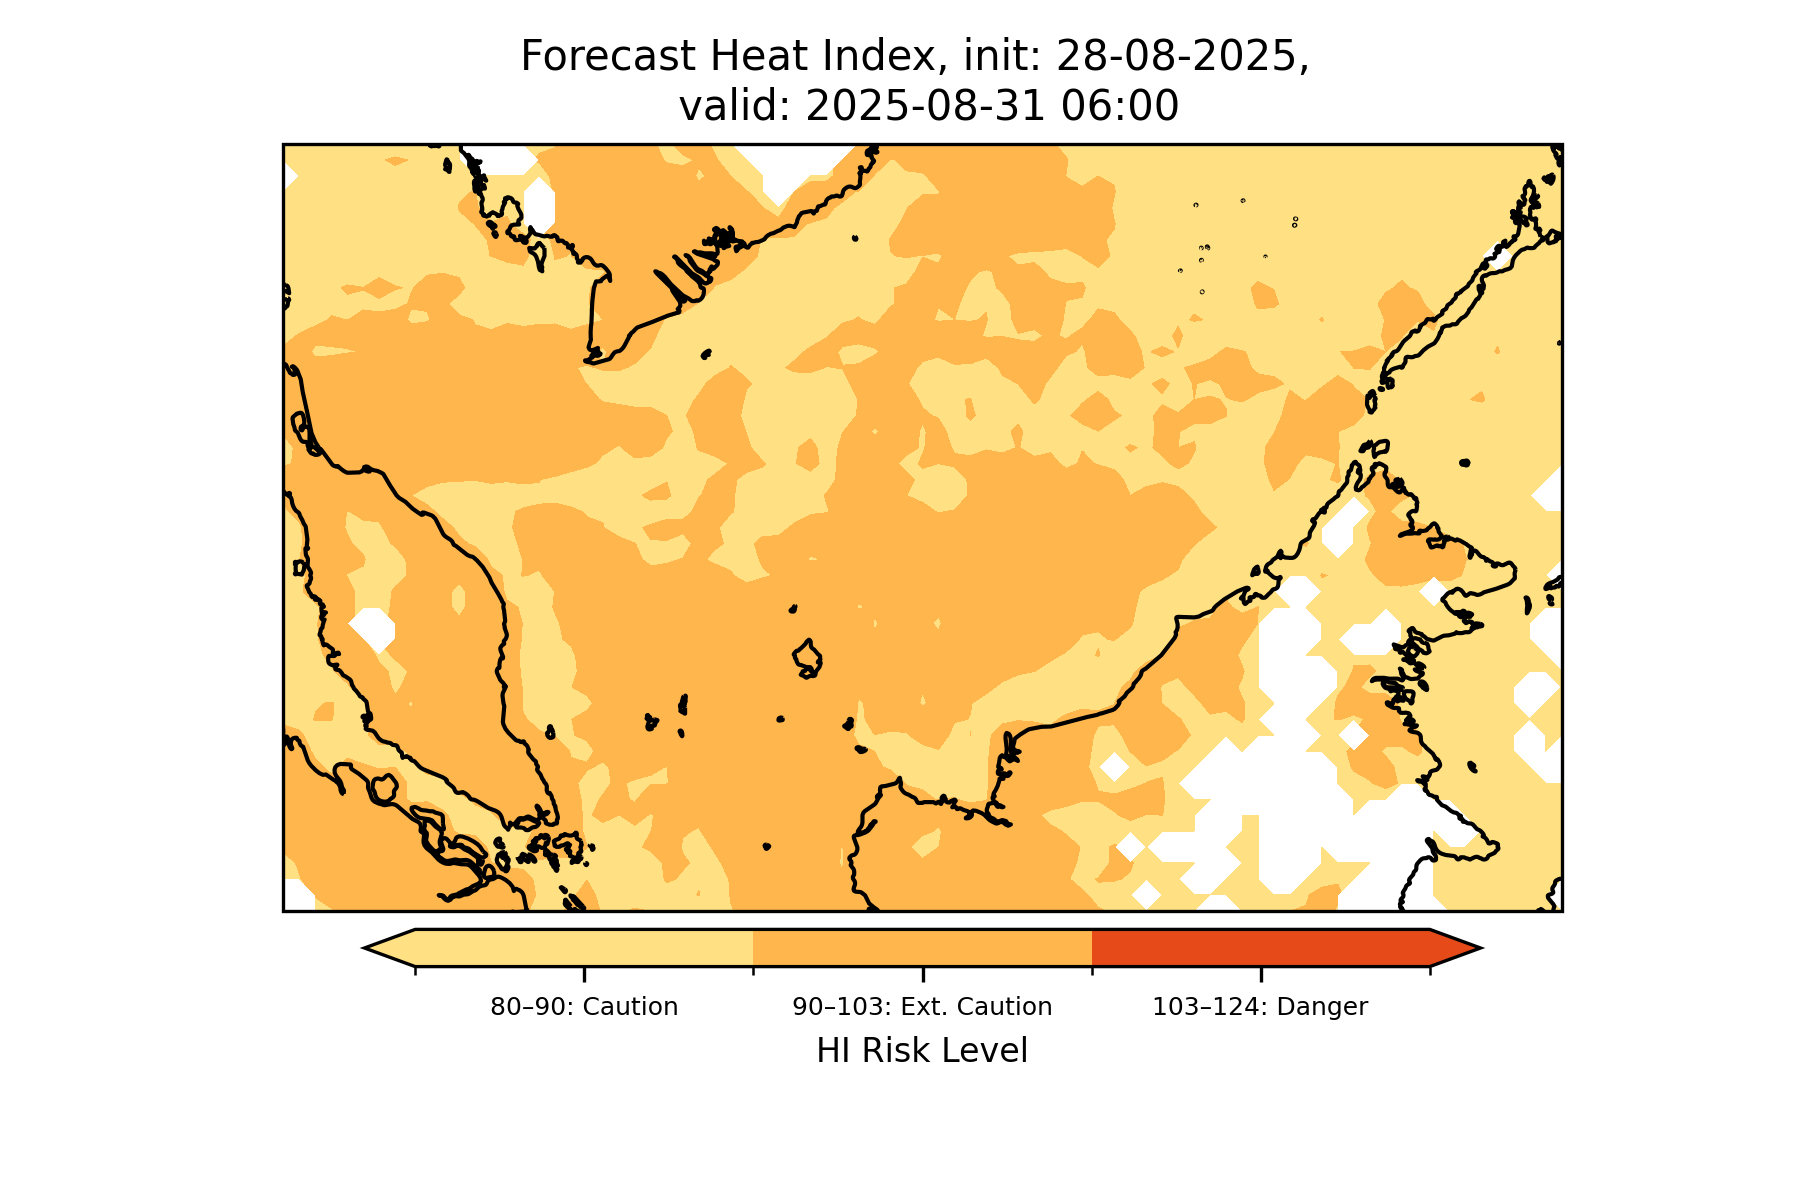 Forecast Heat Index, init: 28-08-2025,
valid: 2025-08-31 06:00
80–90: Caution
90–103: Ext. Caution
103–124: Danger
HI Risk Level